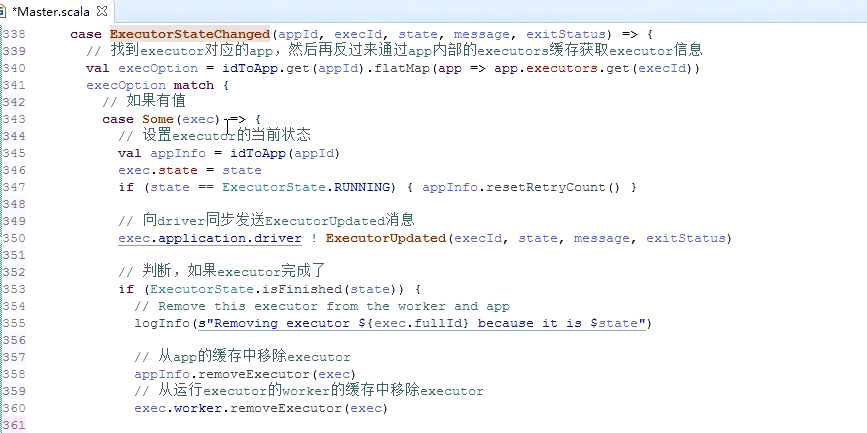 *Master.scala
338 case ExecutorStateChanged(appId, execId, state, message, exitStatus) => {
339 // 找到executor对应的app，然后再反过来通过app内部的executors缓存获取executor信息
340 val execOption = idToApp.get(appId).flatMap(app => app.executors.get(execId))
341 execOption match {
342 // 如果有值
343 case Some(exec) => {
344 // 设置executor的当前状态
345 val appInfo = idToApp(appId)
346 exec.state = state
347 if (state == ExecutorState.RUNNING) { appInfo.resetRetryCount() }
348
349 // 向driver同步发送ExecutorUpdated消息
350 exec.application.driver ! ExecutorUpdated(execId, state, message, exitStatus)
351
352 // 判断，如果executor完成了
353 if (ExecutorState.isFinished(state)) {
354 // Remove this executor from the worker and app
355 logInfo(s"Removing executor ${exec.fullId} because it is $state")
356
357 // 从app的缓存中移除executor
358 appInfo.removeExecutor(exec)
359 // 从运行executor的worker的缓存中移除executor
360 exec.worker.removeExecutor(exec)
361